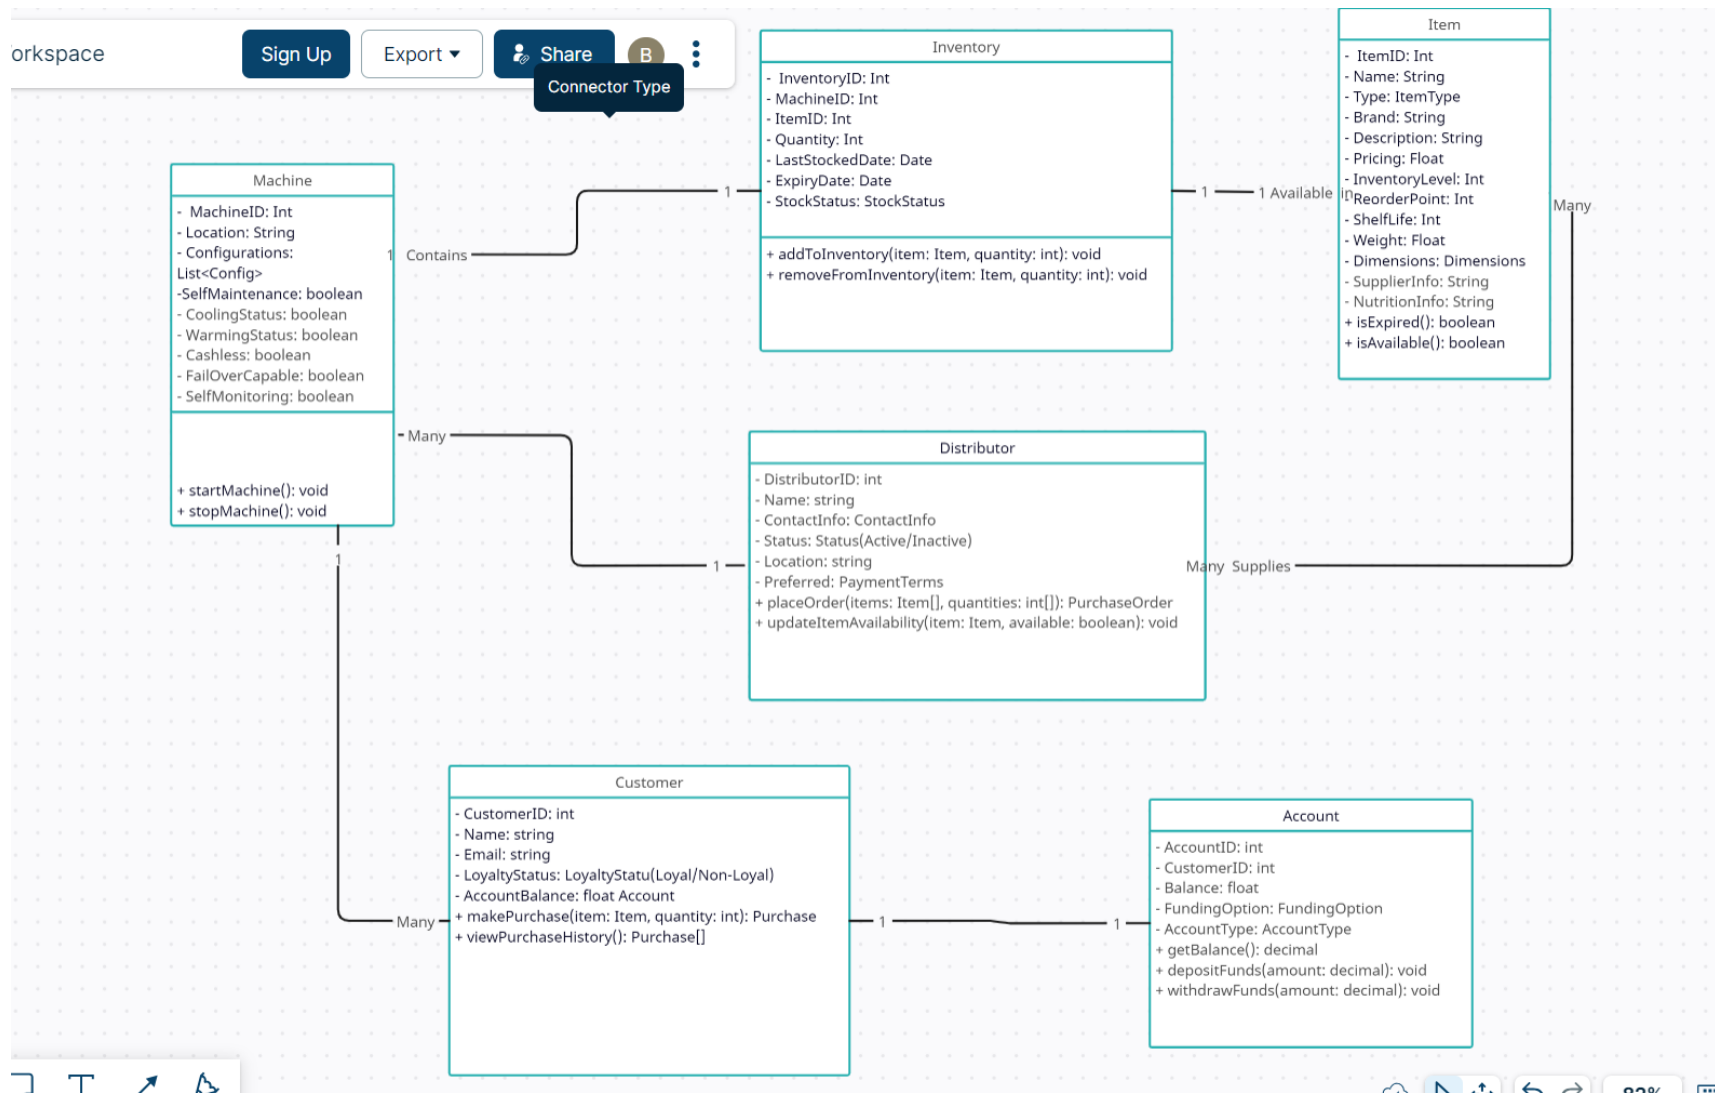 orkspace
Sign Up
Export
Share
B
Connector Type
Machine
- MachineID: Int
- Location: String
- Configurations:
List<Config>
-SelfMaintenance: boolean
- CoolingStatus: boolean
- WarmingStatus: boolean
- Cashless: boolean
- FailOverCapable: boolean
- SelfMonitoring: boolean
+ startMachine(): void
+ stopMachine(): void
1 Contains
1
Inventory
- InventoryID: Int
- MachineID: Int
- ItemID: Int
- Quantity: Int
- LastStockedDate: Date
- ExpiryDate: Date
- StockStatus: StockStatus
+ addToInventory(item: Item, quantity: int): void
+ removeFromInventory(item: Item, quantity: int): void
1
1 Available in
Item
- ItemID: Int
- Name: String
- Type: ItemType
- Brand: String
- Description: String
- Pricing: Float
- InventoryLevel: Int
ReorderPoint: Int
- ShelfLife: Int
- Weight: Float
- Dimensions: Dimensions
- SupplierInfo: String
- NutritionInfo: String
+ isExpired(): boolean
+ isAvailable(): boolean
Many
Many
1
Distributor
- DistributorID: int
- Name: string
- ContactInfo: ContactInfo
- Status: Status(Active/Inactive)
- Location: string
- Preferred: PaymentTerms
+ placeOrder(items: Item[], quantities: int[]): PurchaseOrder
+ updateItemAvailability(item: Item, available: boolean): void
Many Supplies
1
Many
Customer
- CustomerID: int
- Name: string
- Email: string
- LoyaltyStatus: LoyaltyStatu(Loyal/Non-Loyal)
- AccountBalance: float Account
+ makePurchase(item: Item, quantity: int): Purchase
+ viewPurchaseHistory(): Purchase[]
1
1
Account
- AccountID: int
- CustomerID: int
- Balance: float
- FundingOption: FundingOption
- AccountType: AccountType
+ getBalance(): decimal
+ depositFunds(amount: decimal): void
+ withdrawFunds(amount: decimal): void